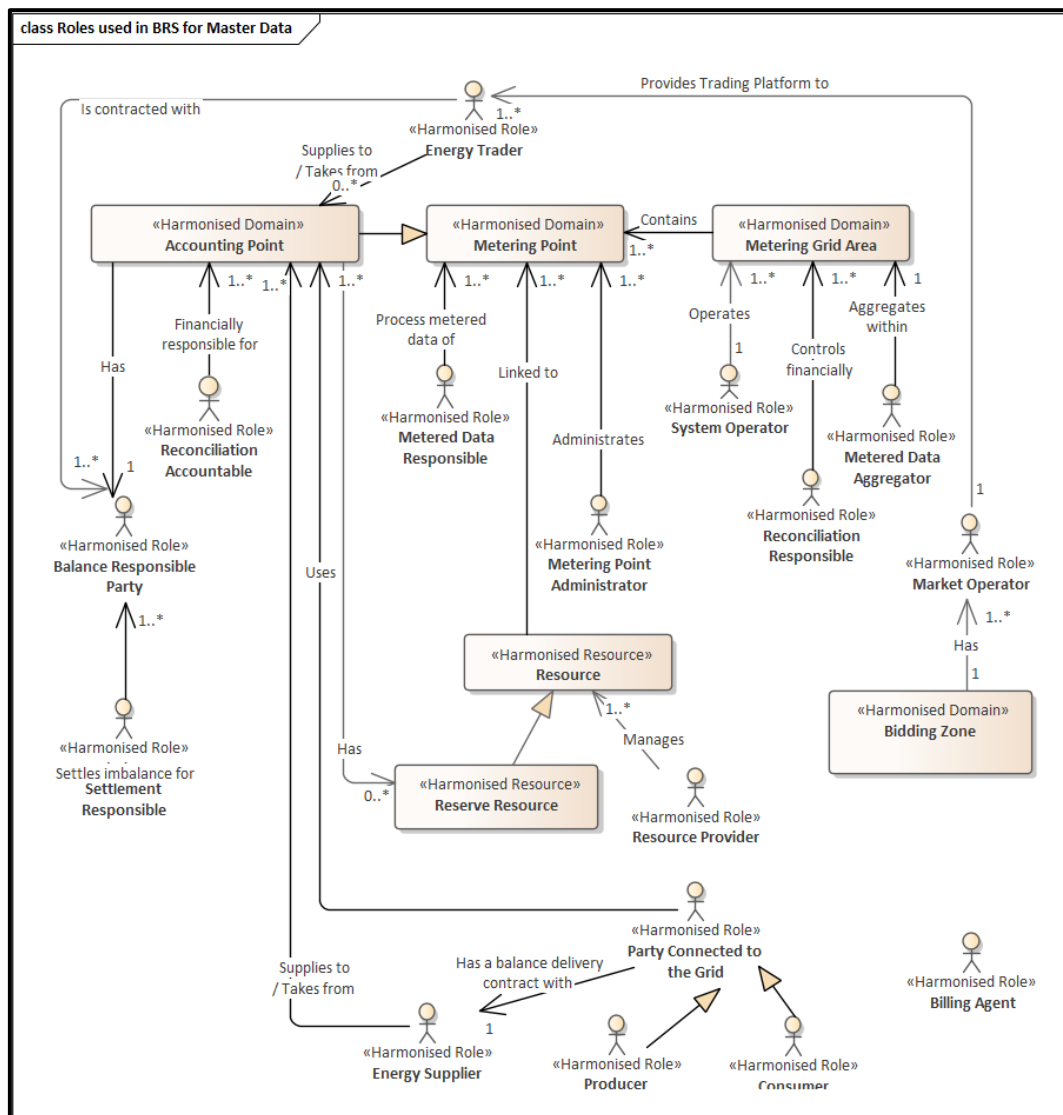 class Roles used in BRS for Master Data
Provides Trading Platform to
Is contracted with
1..*
«Harmonised Role»
Energy Trader
Supplies to
/ Takes from
0..*
«Harmonised Domain»
Accounting Point
«Harmonised Domain»
Metering Point
Contains
1..*
«Harmonised Domain»
Metering Grid Area
1..*
1..*
1..*
1..*
1..*
1..*
1..*
1..*
1..*
1
Financially
responsible for
Process metered
data of
Operates
Aggregates
within
Has
Linked to
1
Controls
financially
«Harmonised Role»
Reconciliation
Accountable
«Harmonised Role»
Metered Data
Responsible
«Harmonised Role»
System Operator
«Harmonised Role»
Metered Data
Aggregator
Administrates
1..*
1
1
«Harmonised Role»
Balance Responsible
Party
«Harmonised Role»
Metering Point
Administrator
«Harmonised Role»
Reconciliation
Responsible
«Harmonised Role»
Market Operator
Uses
1..*
1..*
Has
1
«Harmonised Resource»
Resource
1..*
Manages
«Harmonised Domain»
Bidding Zone
«Harmonised Role»
Settles imbalance for
Settlement
Responsible
Has
0..*
«Harmonised Resource»
Reserve Resource
«Harmonised Role»
Resource Provider
«Harmonised Role»
Party Connected to
the Grid
Supplies to
/ Takes from
Has a balance delivery
contract with
1
«Harmonised Role»
Billing Agent
«Harmonised Role»
Energy Supplier
«Harmonised Role»
Producer
«Harmonised Role»
Consumer